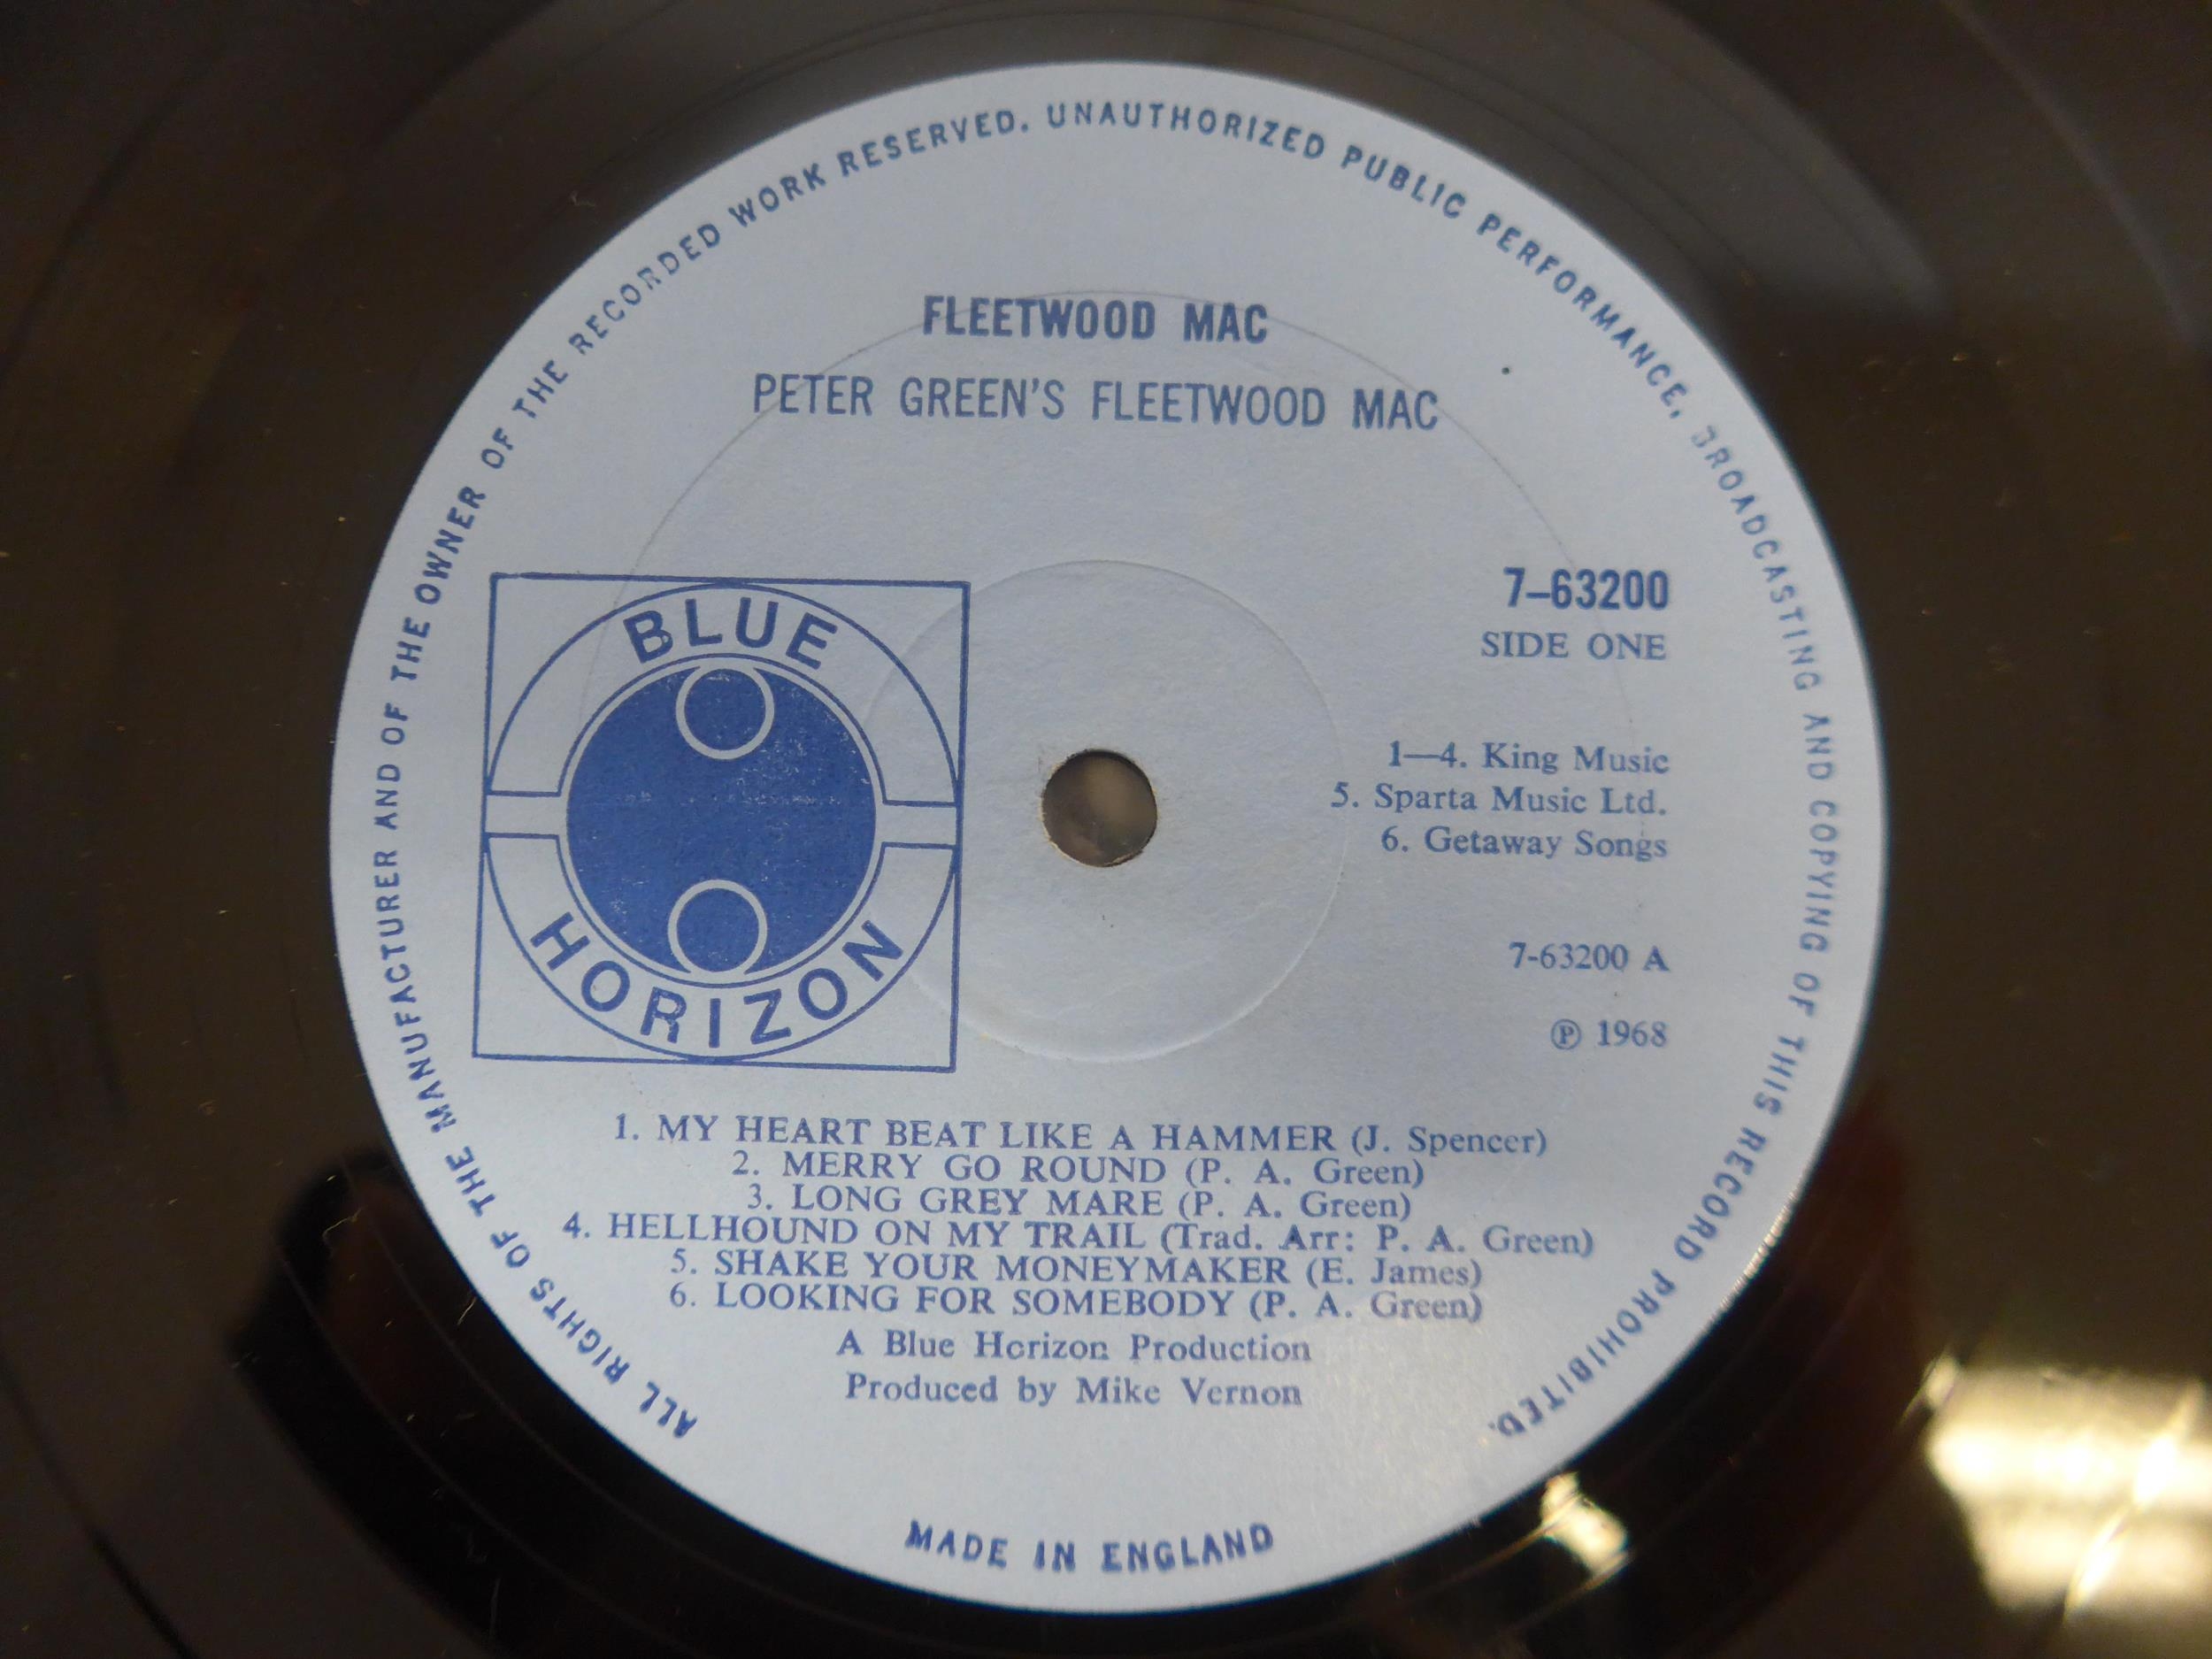 ALL RIGHTS OF THE MANUFACTURER AND OF THE OWNER OF THE RECORDED WORK RESERVED. UNAUTHORIZED PUBLIC PERFORMANCE, BROADCASTING AND COPYING OF THIS RECORD PROHIBITED.
FLEETWOOD MAC
PETER GREEN'S FLEETWOOD MAC
BLUE
HORIZON
7–63200
SIDE ONE
1—4. King Music
5. Sparta Music Ltd.
6. Getaway Songs
7-63200 A
℗ 1968
1. MY HEART BEAT LIKE A HAMMER (J. Spencer)
2. MERRY GO ROUND (P. A. Green)
3. LONG GREY MARE (P. A. Green)
4. HELLHOUND ON MY TRAIL (Trad. Arr: P. A. Green)
5. SHAKE YOUR MONEYMAKER (E. James)
6. LOOKING FOR SOMEBODY (P. A. Green)
A Blue Horizon Production
Produced by Mike Vernon
MADE IN ENGLAND